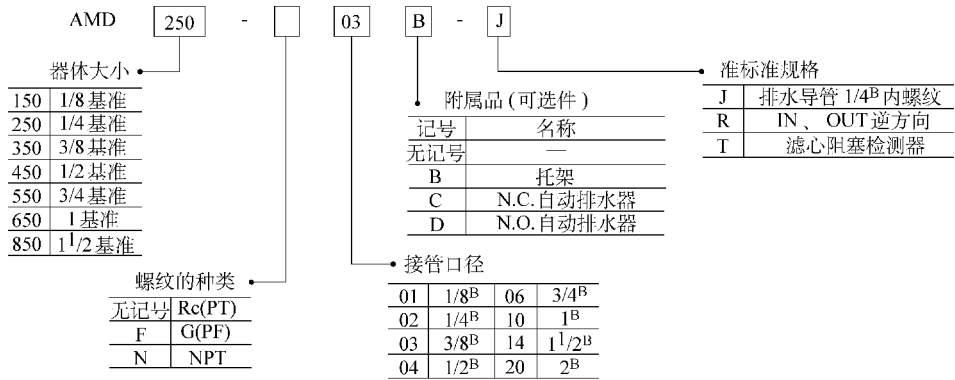 AMD 250 - 03 B - J
器体大小
150 1/8基准
250 1/4基准
350 3/8基准
450 1/2基准
550 3/4基准
650 1基准
850 1 1/2基准
螺纹的种类
无记号 Rc(PT)
F G(PF)
N NPT
附属品(可选件)
记号 名称
无记号 —
B 托架
C N.C.自动排水器
D N.O.自动排水器
接管口径
01 1/8B 06 3/4B
02 1/4B 10 1B
03 3/8B 14 1 1/2B
04 1/2B 20 2B
准标准规格
J 排水导管 1/4B内螺纹
R IN、OUT逆方向
T 滤心阻塞检测器